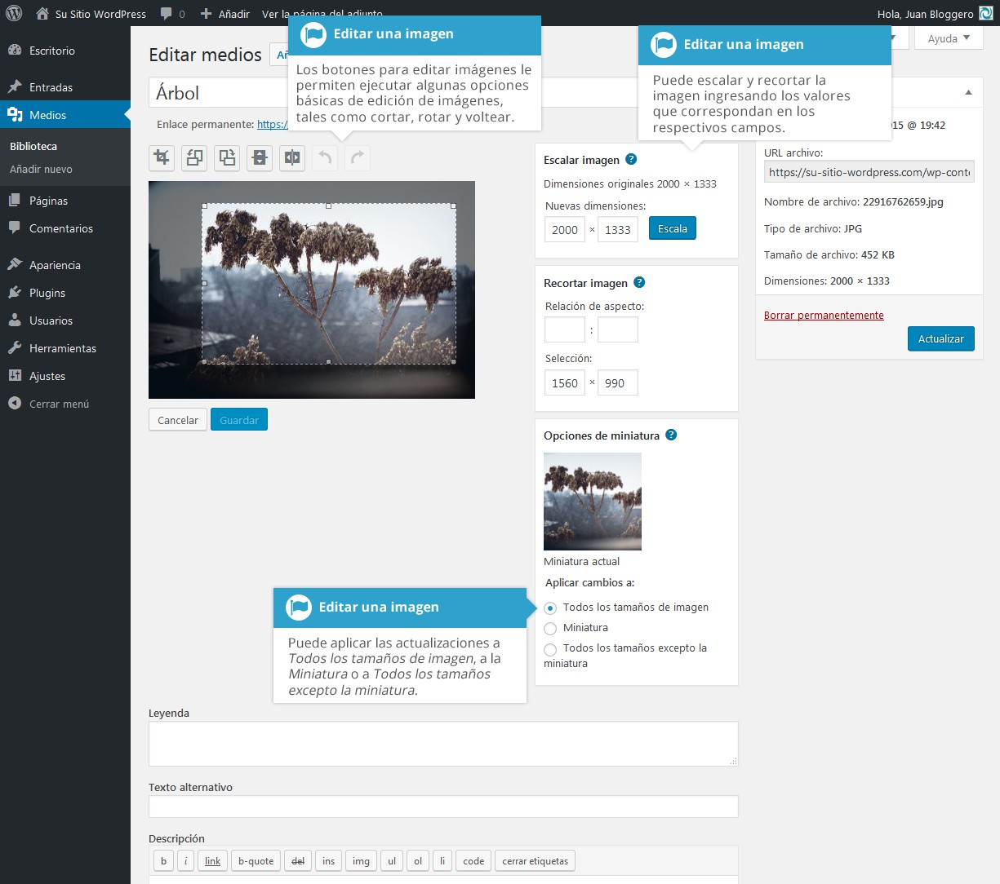 Su Sitio WordPress
0
Añadir
Ver la página del adjunto
Hola, Juan Bloggero
Escritorio
Entradas
Medios
Biblioteca
Añadir nuevo
Páginas
Comentarios
Apariencia
Plugins
Usuarios
Herramientas
Ajustes
Cerrar menú
Editar medios
Ayuda
Árbol
Enlace permanente: https:/
Editar una imagen
Los botones para editar imágenes le
permiten ejecutar algunas opciones
básicas de edición de imágenes,
tales como cortar, rotar y voltear.
Editar una imagen
Puede escalar y recortar la
imagen ingresando los valores
que correspondan en los
respectivos campos.
Cancelar
Guardar
Escalar imagen ?
Dimensiones originales 2000 × 1333
Nuevas dimensiones:
2000 × 1333 Escala
Recortar imagen ?
Relación de aspecto:
:
Selección:
1560 × 990
Opciones de miniatura ?
Miniatura actual
Aplicar cambios a:
Todos los tamaños de imagen
Miniatura
Todos los tamaños excepto la
miniatura
Editar una imagen
Puede aplicar las actualizaciones a
Todos los tamaños de imagen, a la
Miniatura o a Todos los tamaños
excepto la miniatura.
@ 19:42
URL archivo:
https://su-sitio-wordpress.com/wp-cont
Nombre de archivo: 22916762659.jpg
Tipo de archivo: JPG
Tamaño de archivo: 452 KB
Dimensiones: 2000 × 1333
Borrar permanentemente
Actualizar
Leyenda
Texto alternativo
Descripción
b i link b-quote del ins img ul ol li code cerrar etiquetas